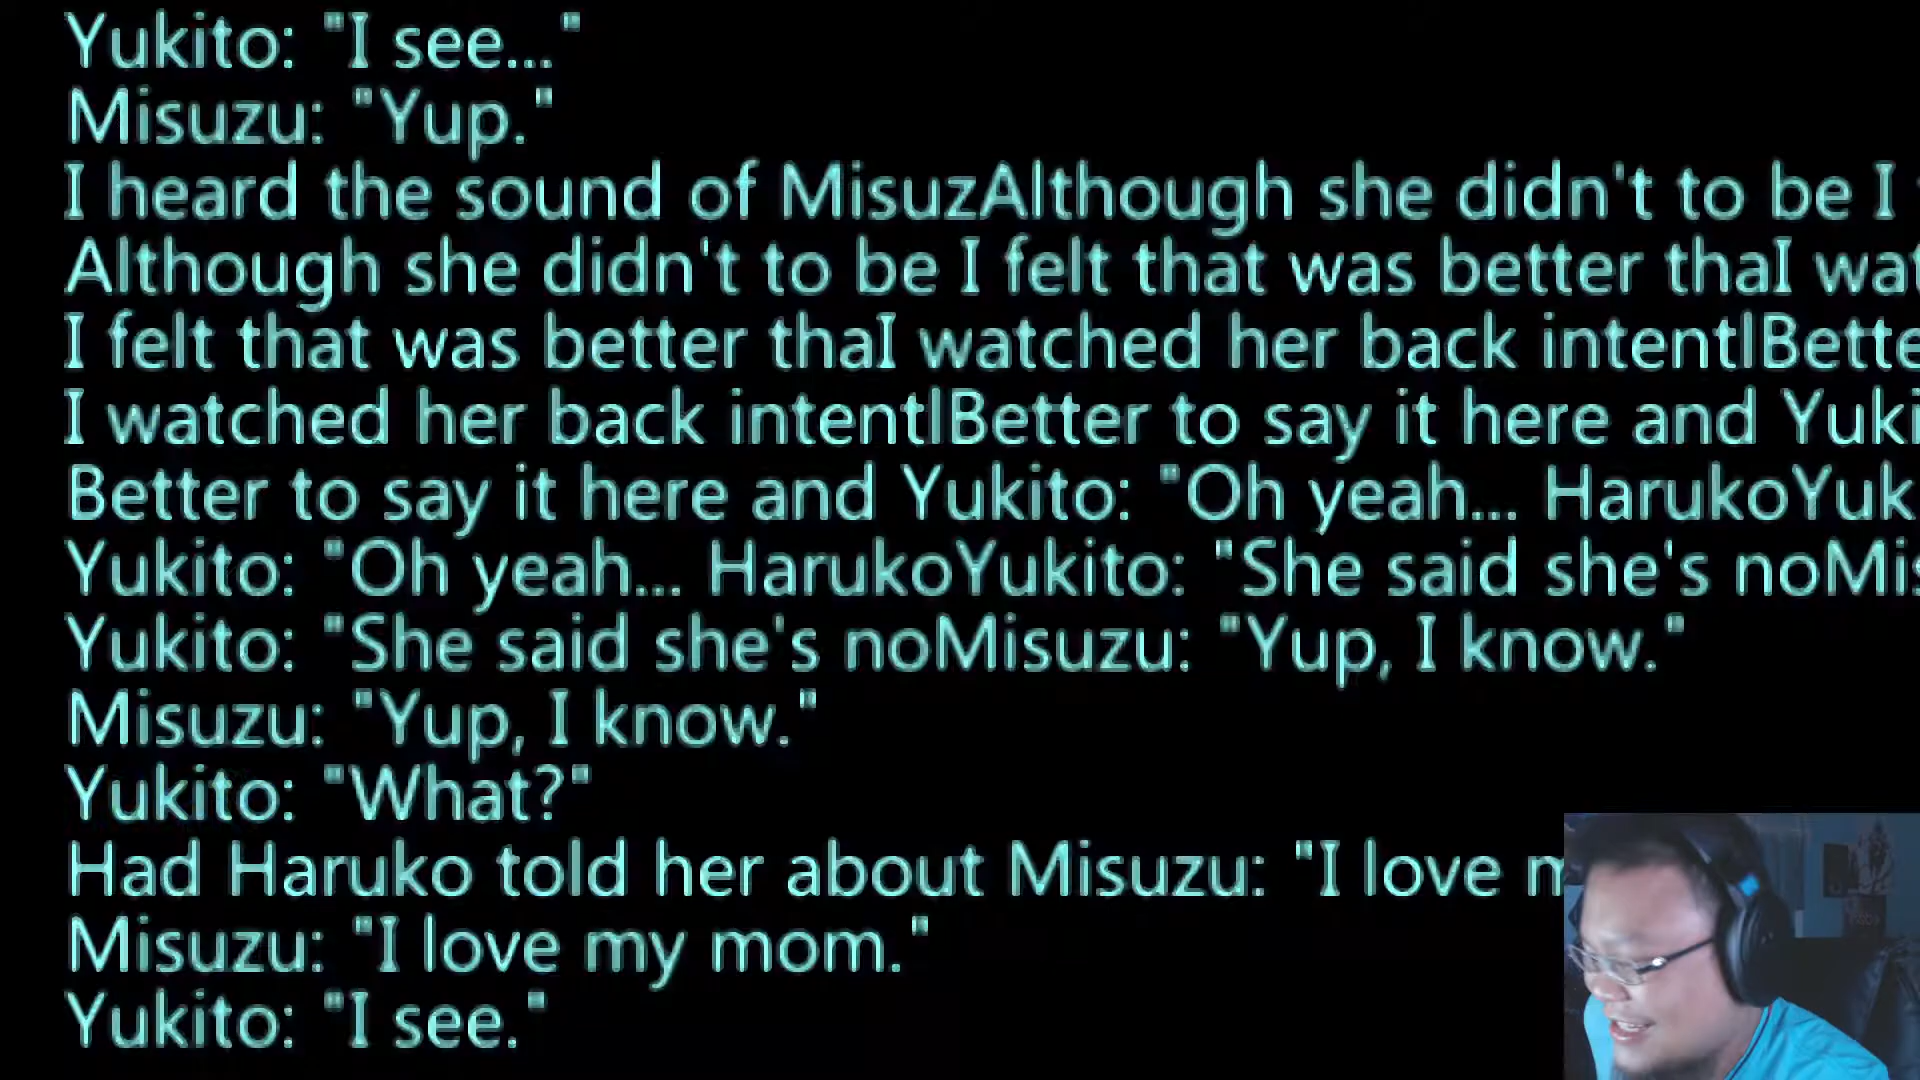 Yukito: "I see..."
Misuzu: "Yup."
I heard the sound of MisuzAlthough she didn't to be I
Although she didn't to be I felt that was better thaI wat
I felt that was better thaI watched her back intentlBette
I watched her back intentlBetter to say it here and Yuki
Better to say it here and Yukito: "Oh yeah... HarukoYuk
Yukito: "Oh yeah... HarukoYukito: "She said she's noMis
Yukito: "She said she's noMisuzu: "Yup, I know."
Misuzu: "Yup, I know."
Yukito: "What?"
Had Haruko told her about Misuzu: "I love m
Misuzu: "I love my mom."
Yukito: "I see."